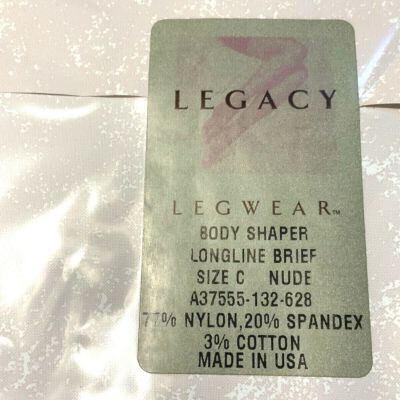 LEGACY
LEGWEAR™
BODY SHAPER
LONGLINE BRIEF
SIZE C NUDE
A37555-132-628
77% NYLON,20% SPANDEX
3% COTTON
MADE IN USA